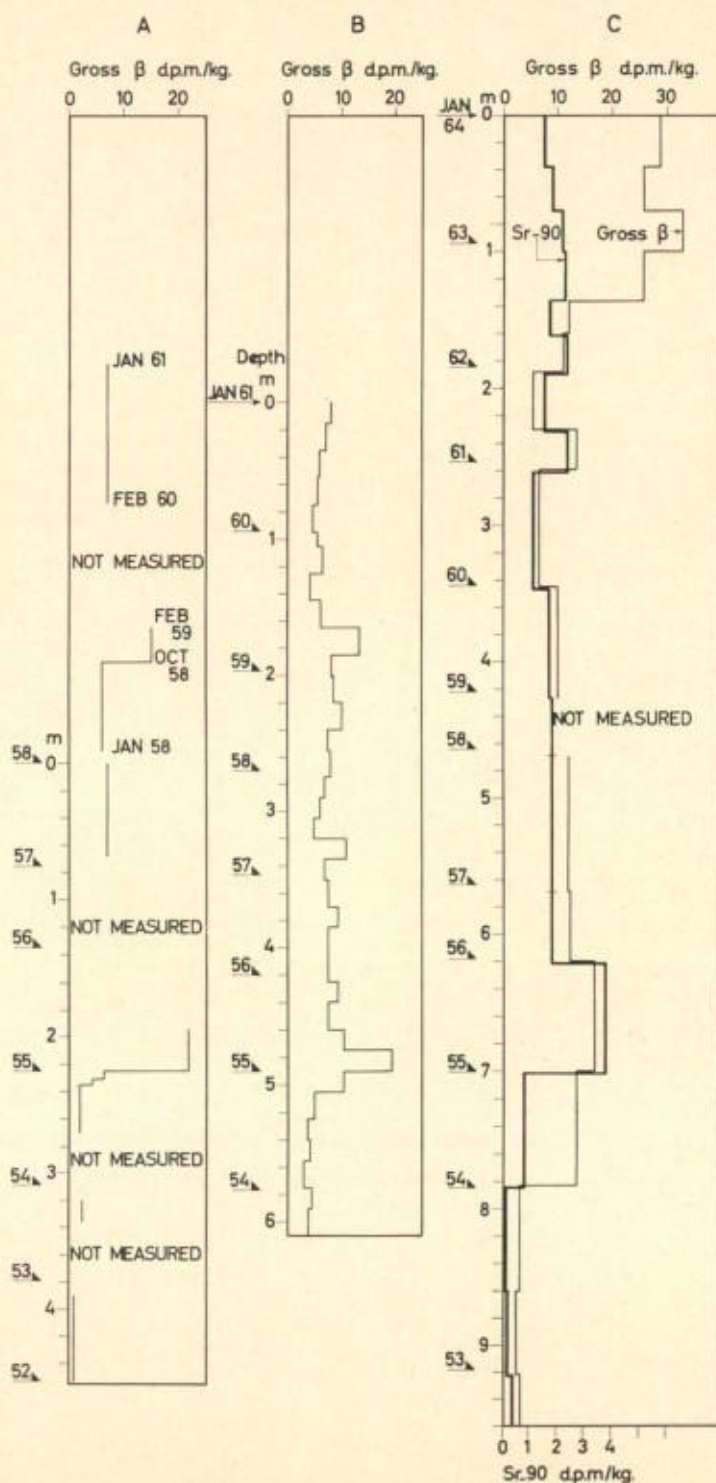 A
B
C
Gross β d.p.m./kg.
Gross β d.p.m./kg.
Gross β d.p.m./kg.
0 10 20
0 10 20
0 10 20 30
JAN 64
m
0
Sr-90
Gross β
63
1
62
2
61
3
60
4
59
NOT MEASURED
58
5
57
6
56
55
7
54
8
9
53
0 1 2 3 4
Sr-90 d.p.m/kg.
Depth
m
JAN 61
0
60
1
59
2
58
3
57
4
56
55
5
54
6
JAN 61
FEB 60
NOT MEASURED
FEB
59
OCT
58
JAN 58
m
58
0
57
1
56
NOT MEASURED
2
55
NOT MEASURED
54
3
NOT MEASURED
53
4
52